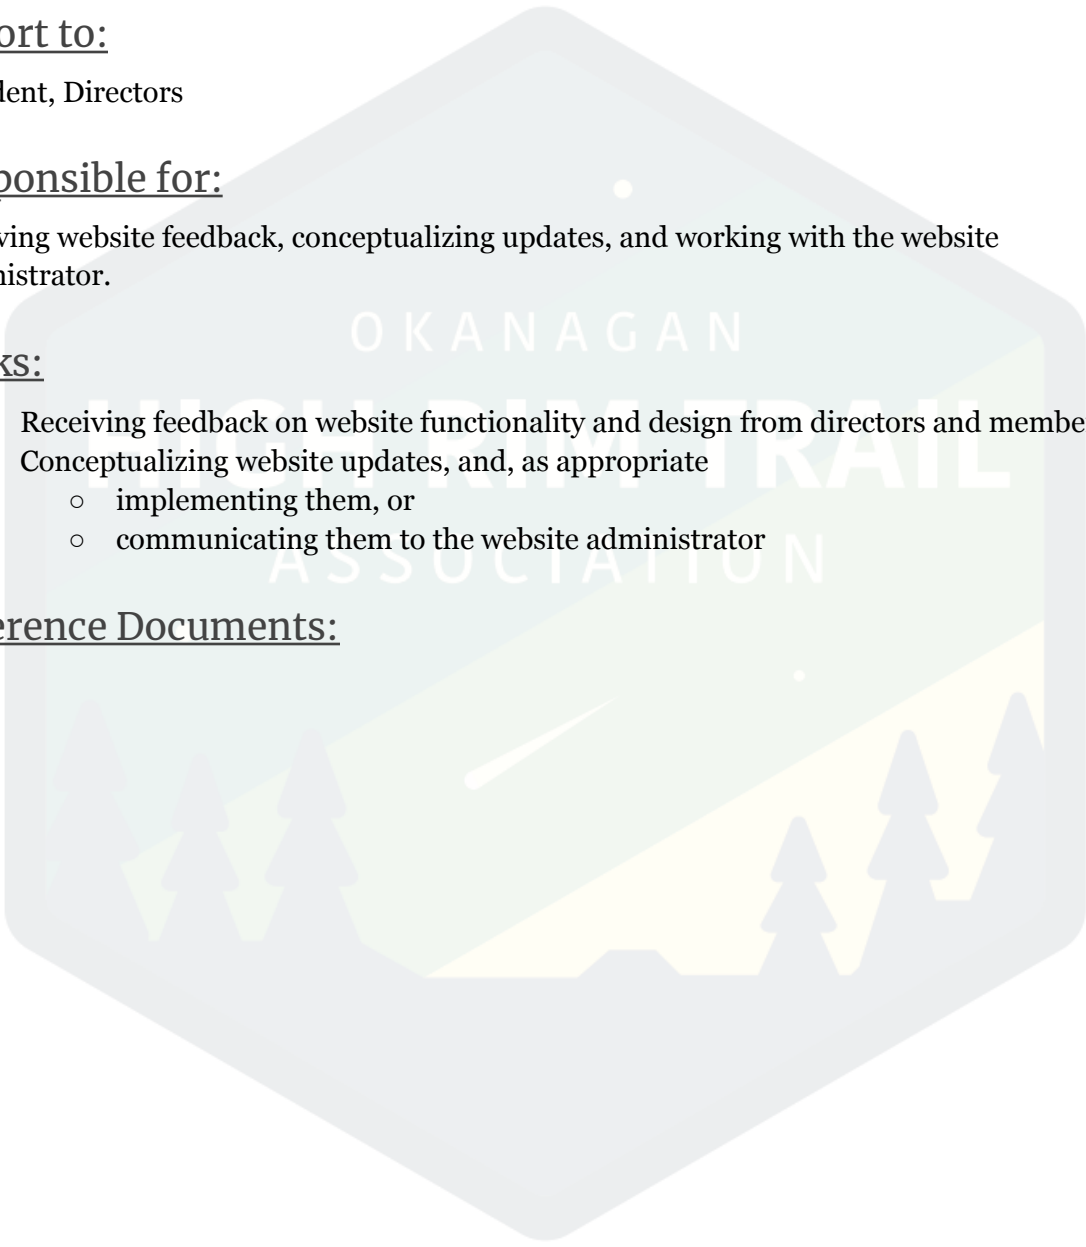 ort to:
dent, Directors
ponsible for:
ving website feedback, conceptualizing updates, and working with the website
nistrator.
OKANAGAN
ks:
HIGH RIM TRAIL
Receiving feedback on website functionality and design from directors and membe
Conceptualizing website updates, and, as appropriate
○ implementing them, or
○ communicating them to the website administrator
ASSOCIATION
erence Documents: